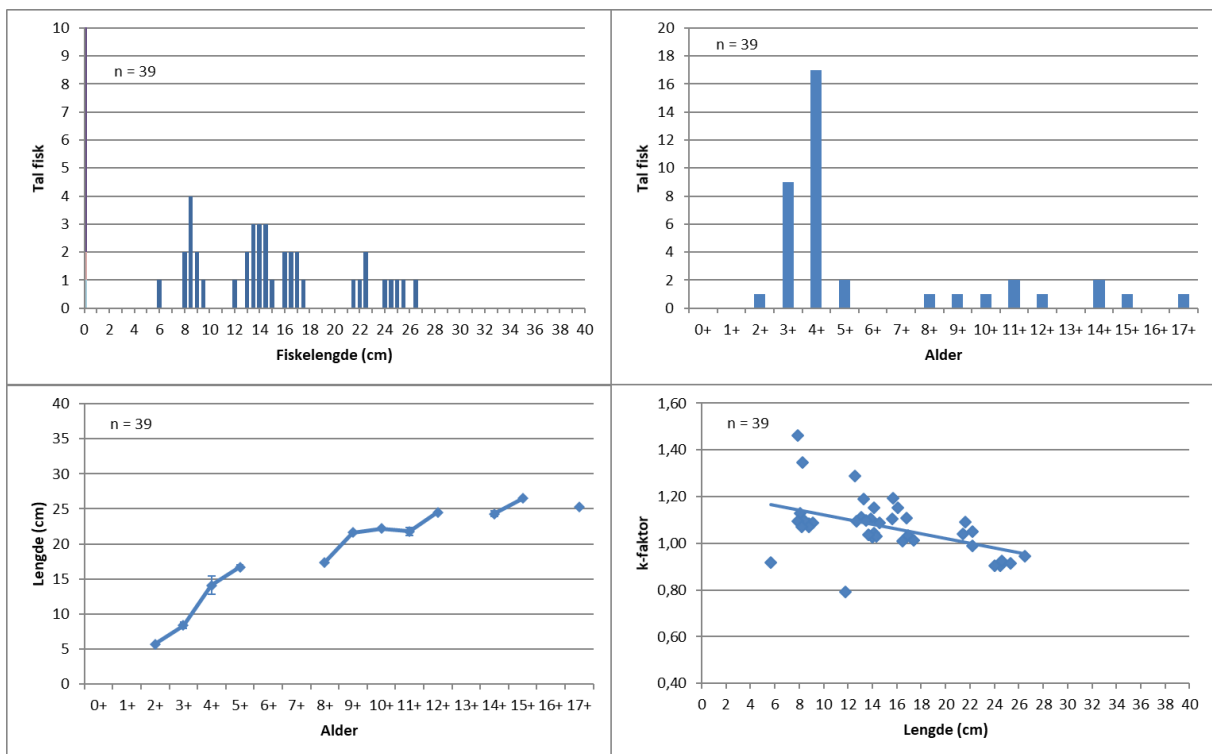 n = 39
10
9
8
7
6
5
4
3
2
1
0
Tal fisk
0 2 4 6 8 10 12 14 16 18 20 22 24 26 28 30 32 34 36 38 40
Fiskelengde (cm)
n = 39
20
18
16
14
12
10
8
6
4
2
0
Tal fisk
0+ 1+ 2+ 3+ 4+ 5+ 6+ 7+ 8+ 9+ 10+ 11+ 12+ 13+ 14+ 15+ 16+ 17+
Alder
n = 39
40
35
30
25
20
15
10
5
0
Lengde (cm)
0+ 1+ 2+ 3+ 4+ 5+ 6+ 7+ 8+ 9+ 10+ 11+ 12+ 13+ 14+ 15+ 16+ 17+
Alder
n = 39
1,60
1,40
1,20
1,00
0,80
0,60
0,40
k-faktor
0 2 4 6 8 10 12 14 16 18 20 22 24 26 28 30 32 34 36 38 40
Lengde (cm)